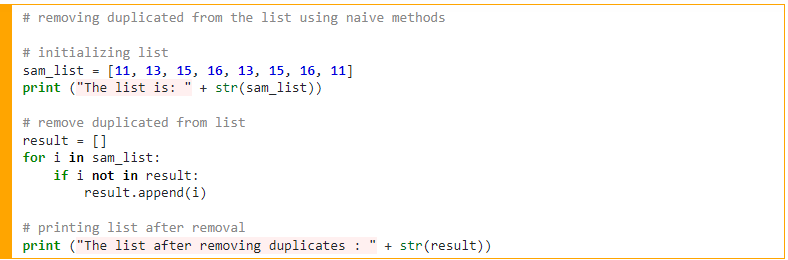 # removing duplicated from the list using naive methods
# initializing list
sam_list = [11, 13, 15, 16, 13, 15, 16, 11]
print ("The list is: " + str(sam_list))
# remove duplicated from list
result = []
for i in sam_list:
    if i not in result:
        result.append(i)
# printing list after removal
print ("The list after removing duplicates : " + str(result))